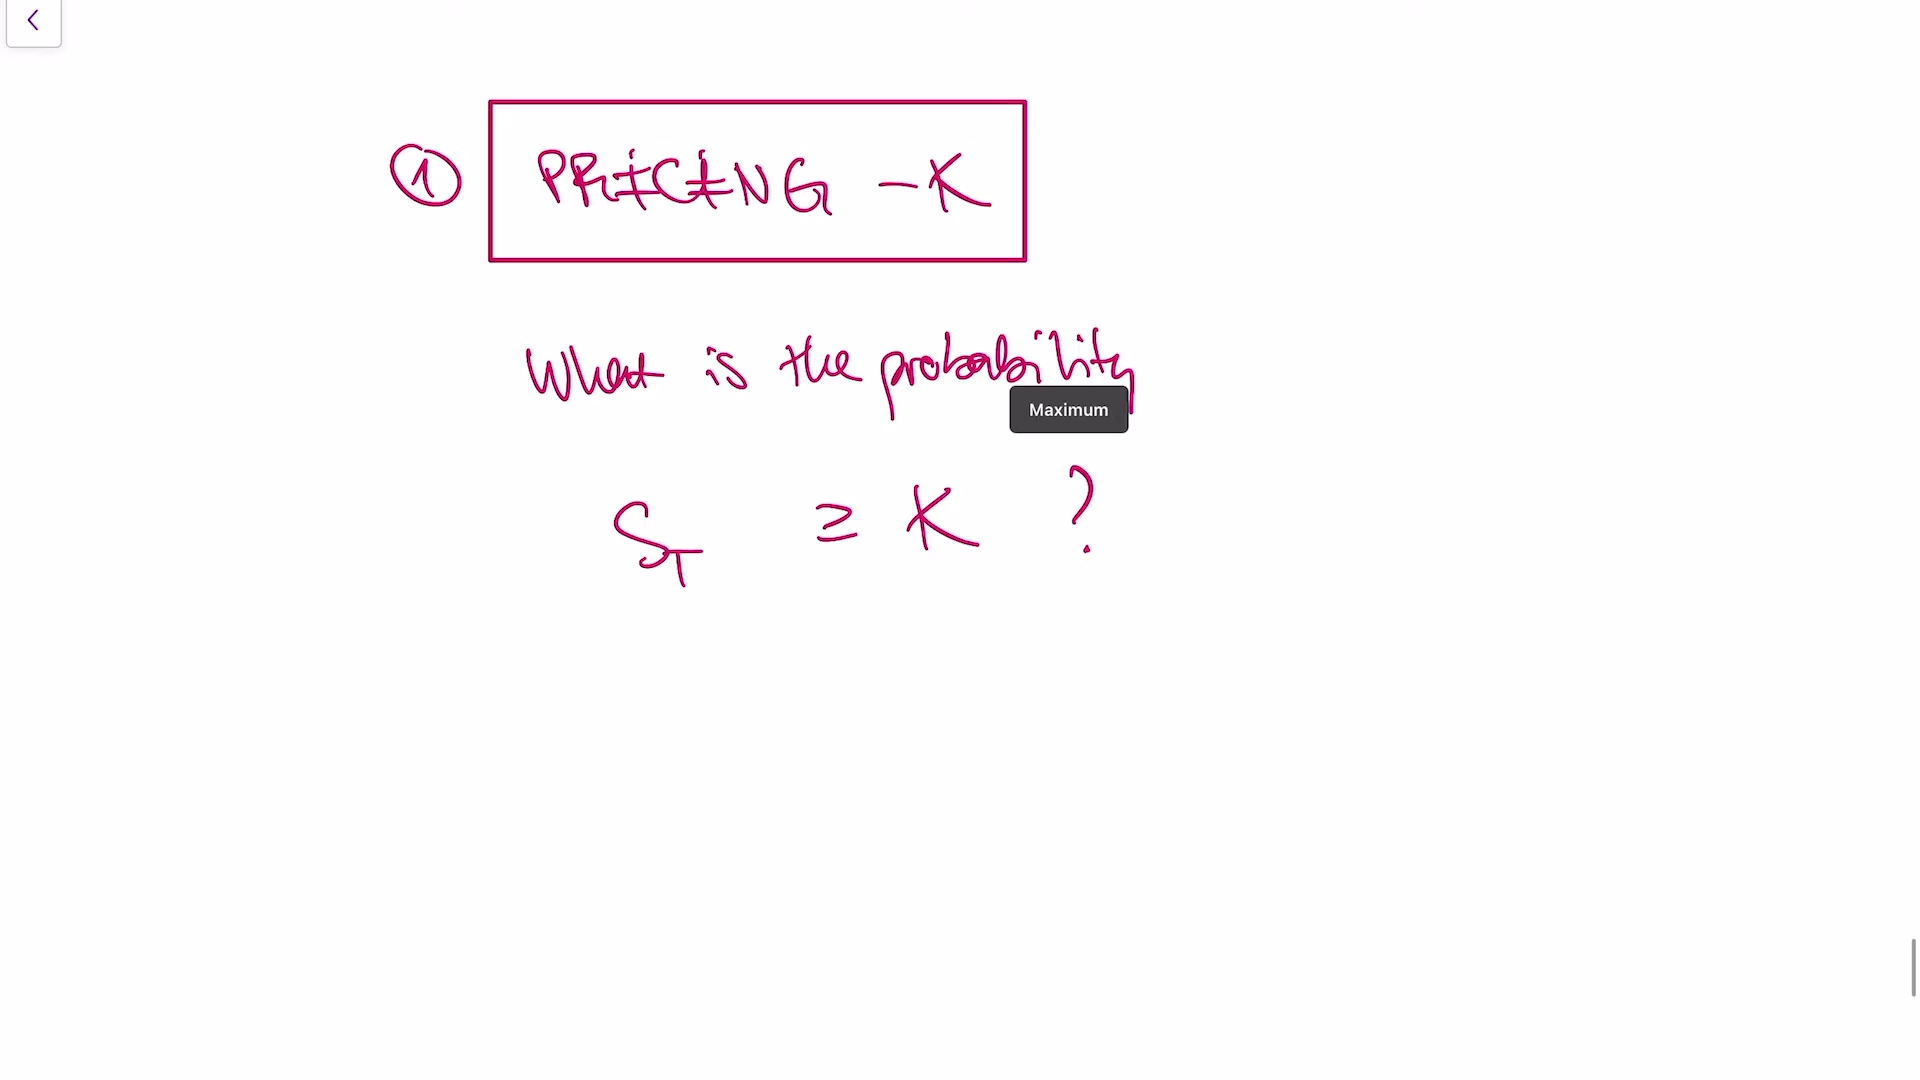 ① PRICING -K
What is the probability
Maximum
S_T ≥ K ?